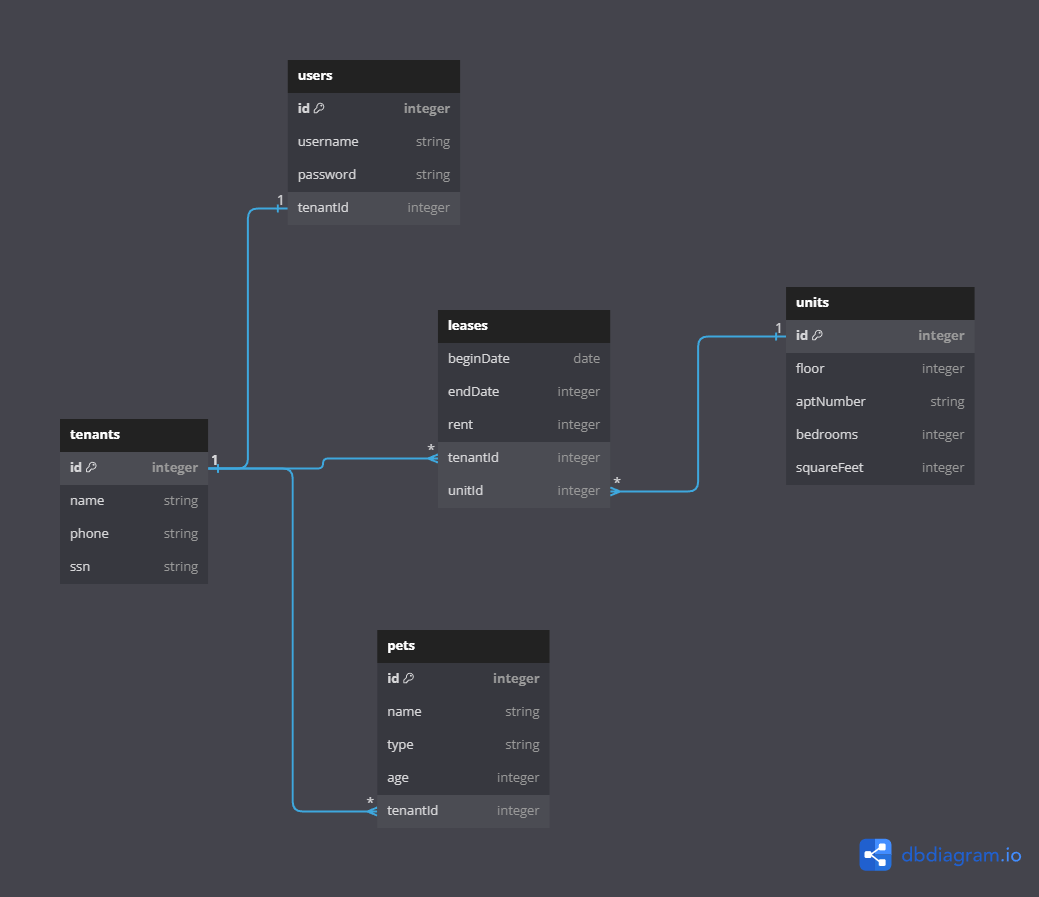 users
id integer
username string
password string
1
tenantId integer
leases
beginDate date
endDate integer
rent integer
*
tenantId integer
unitId integer
*
units
1
id integer
floor integer
aptNumber string
bedrooms integer
squareFeet integer
tenants
id integer
1
name string
phone string
ssn string
pets
id integer
name string
type string
age integer
*
tenantId integer
dbdiagram.io